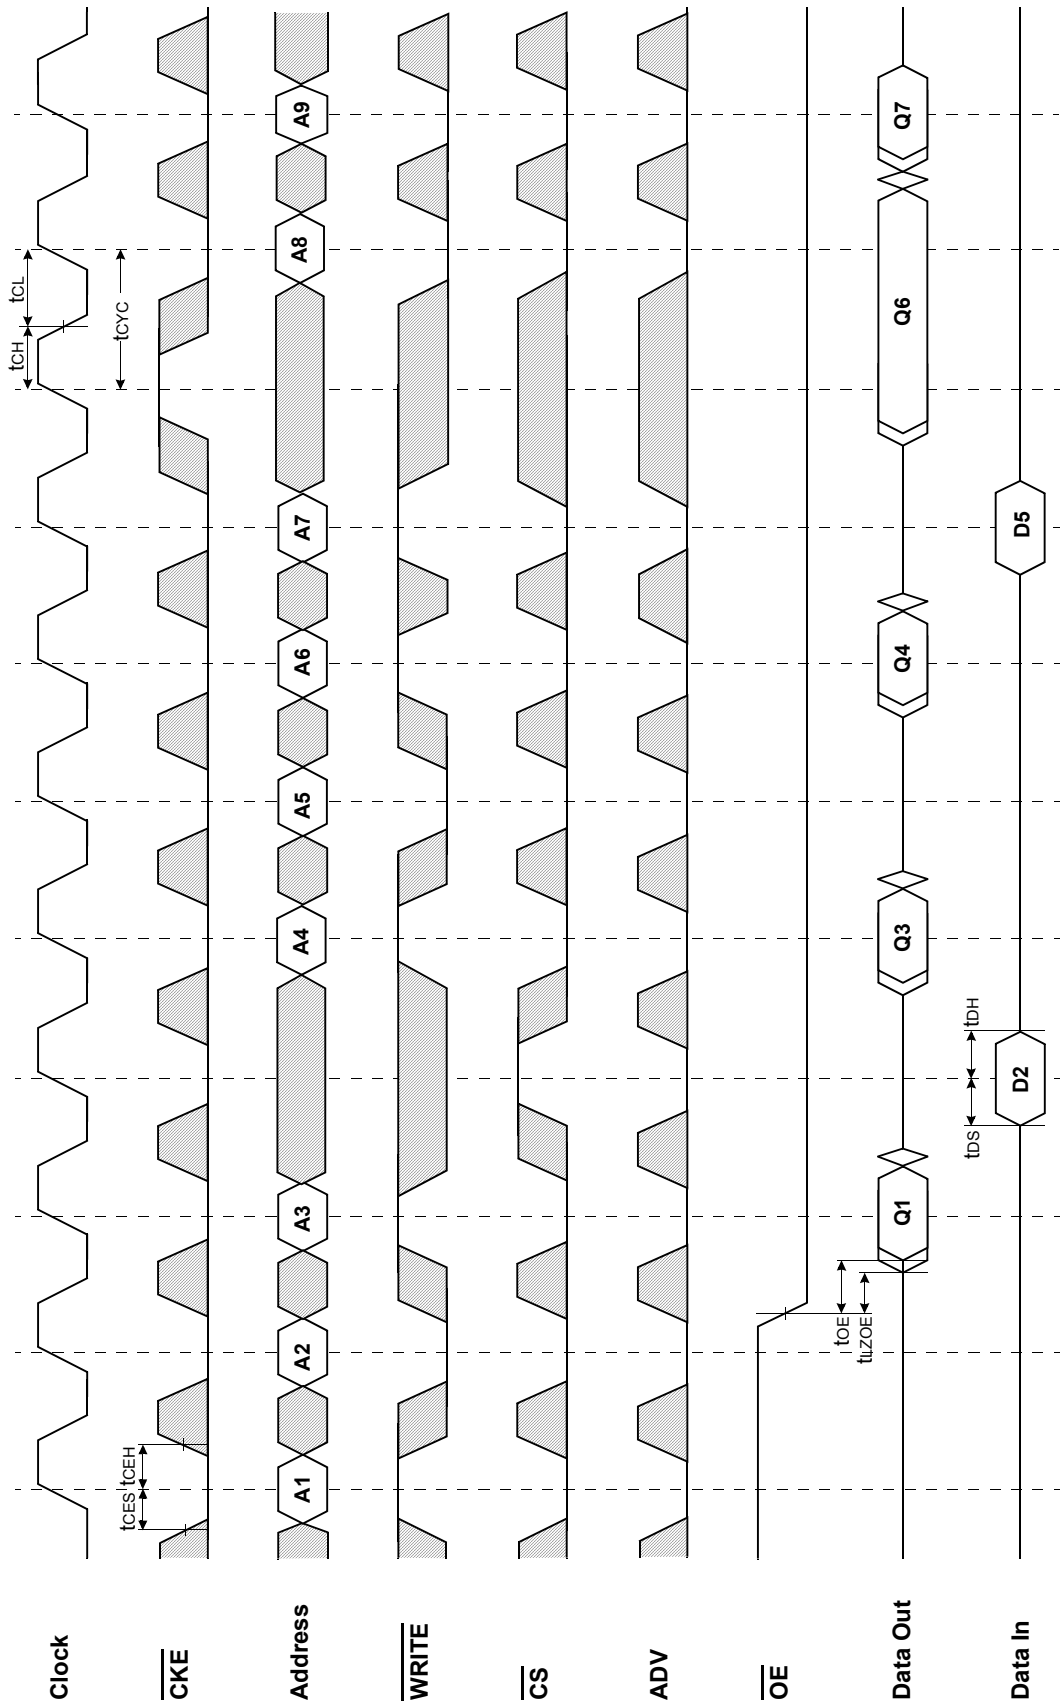 Clock
tCH
tCL
CKE
tCES
tCEH
tCYC
Address
A1
A2
A3
A4
A5
A6
A7
A8
A9
WRITE
CS
ADV
OE
tOE
tLZOE
Data Out
Q1
Q3
Q4
Q6
Q7
Data In
tDS
tDH
D2
D5